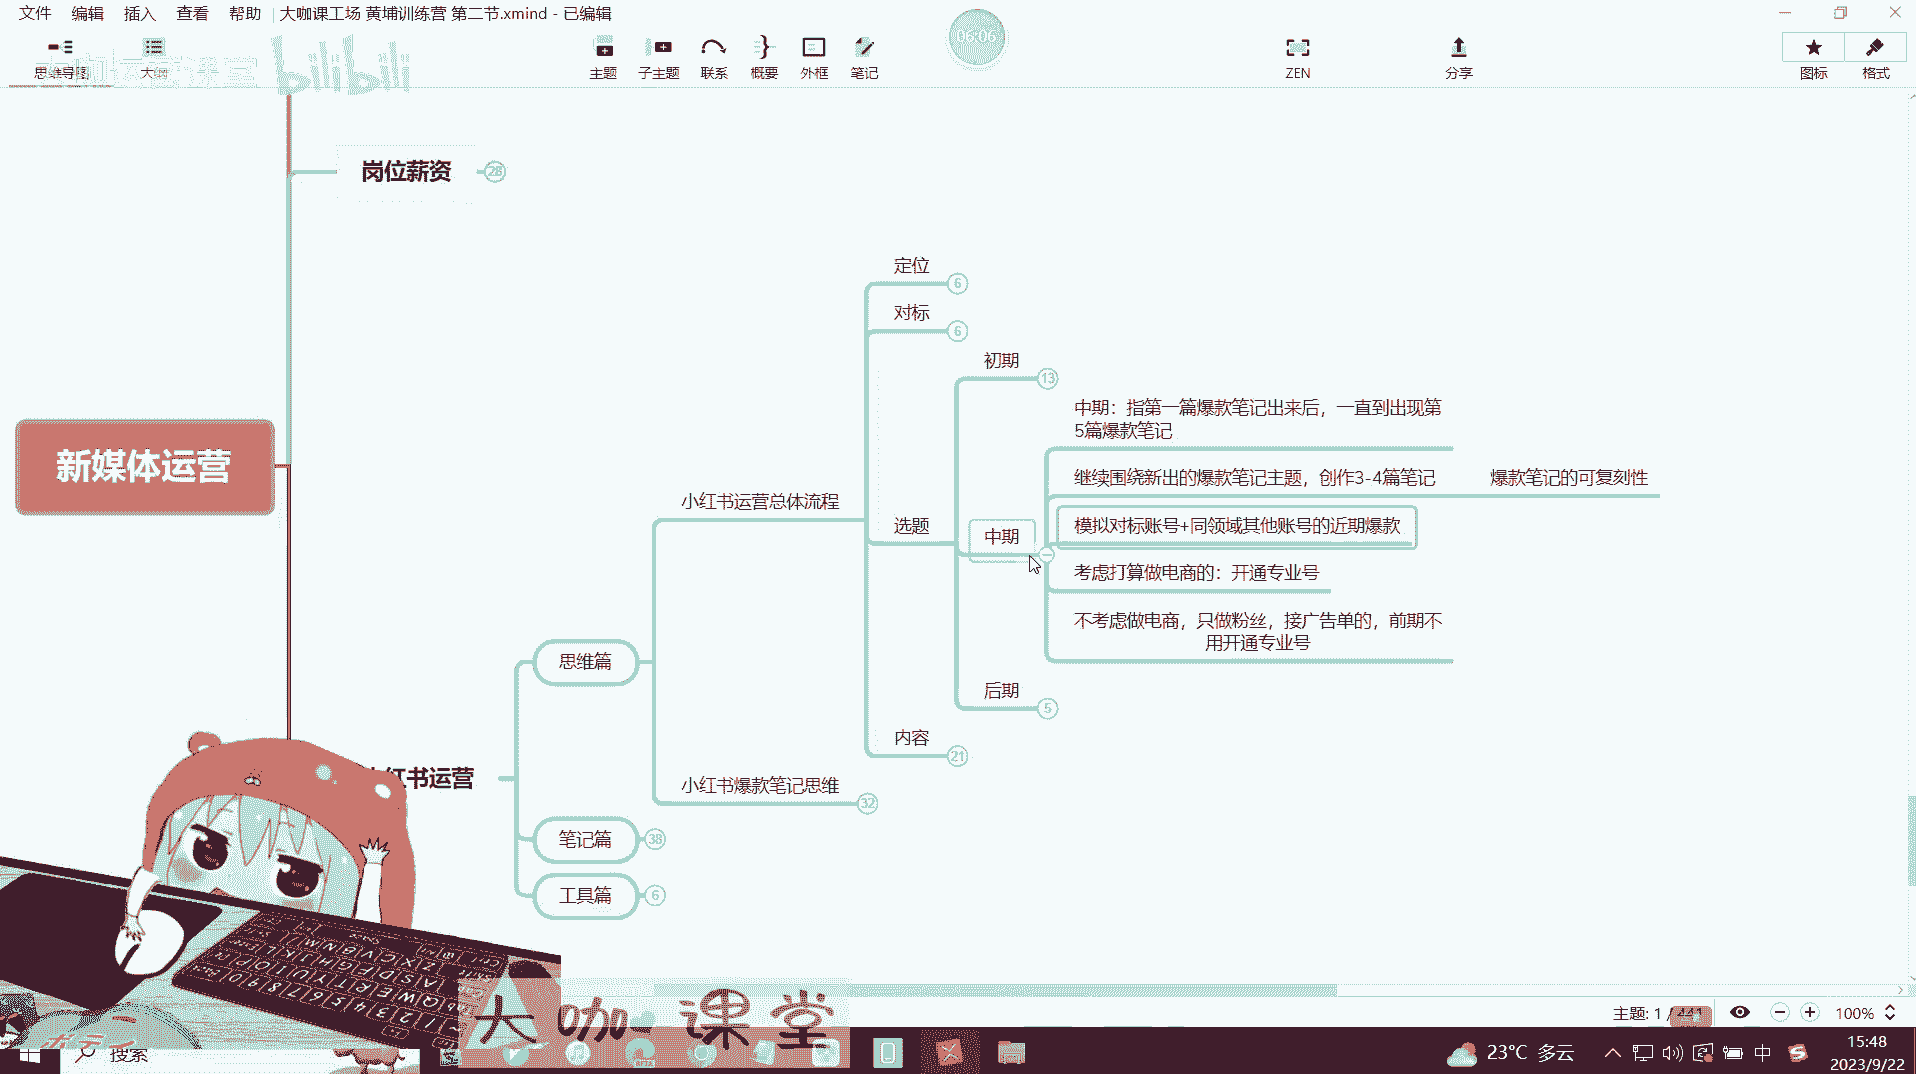 文件 编辑 插入 查看 帮助 大咖课工场 黄埔训练营 第二节.xmind - 已编辑
bilibili
06:06
思维导图 大纲 主题 子主题 联系 概要 外框 笔记 ZEN 分享 图标 格式
岗位薪资 28
定位 6
对标 6
初期 13
中期：指第一篇爆款笔记出来后，一直到出现第
5篇爆款笔记
继续围绕新出的爆款笔记主题，创作3-4篇笔记 爆款笔记的可复刻性
新媒体运营
小红书运营总体流程
选题
中期
模拟对标账号+同领域其他账号的近期爆款
考虑打算做电商的：开通专业号
不考虑做电商，只做粉丝，接广告单的，前期不
用开通专业号
思维篇
后期 5
内容 21
红书运营
小红书爆款笔记思维 32
笔记篇 38
工具篇 6
大咖课堂
主题: 1 / 441 100%
搜索
23°C 多云 中 15:48
2023/9/22